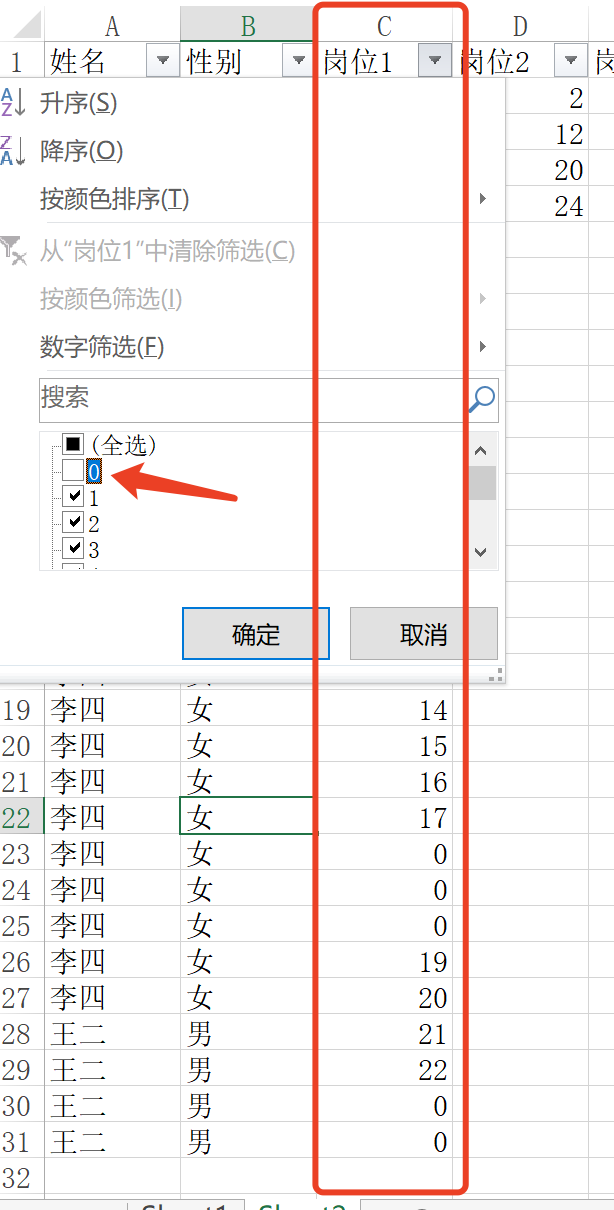 A B C D
1 姓名 性别 岗位1 岗位2
升序(S) 2
降序(O) 12
按颜色排序(T) 20
24
从“岗位1”中清除筛选(C)
按颜色筛选(I)
数字筛选(F)
搜索
(全选)
0
1
2
3
确定 取消
19 李四 女 14
20 李四 女 15
21 李四 女 16
22 李四 女 17
23 李四 女 0
24 李四 女 0
25 李四 女 0
26 李四 女 19
27 李四 女 20
28 王二 男 21
29 王二 男 22
30 王二 男 0
31 王二 男 0
32